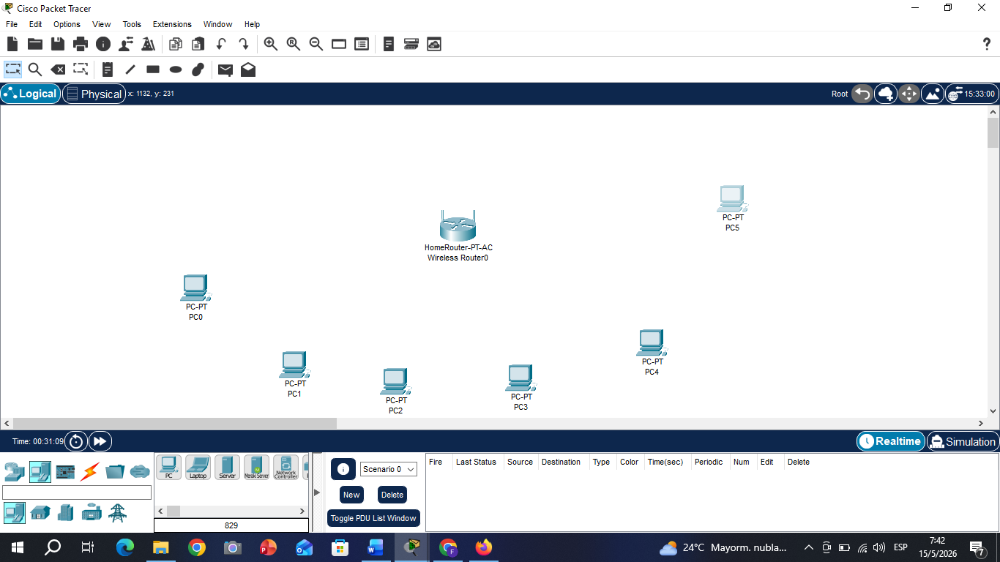 Cisco Packet Tracer
File Edit Options View Tools Extensions Window Help
?
Logical Physical x: 1132, y: 231 Root 15:33:00
PC-PT
PC5
HomeRouter-PT-AC
Wireless Router0
PC-PT
PC0
PC-PT
PC4
PC-PT
PC1
PC-PT
PC3
PC-PT
PC2
Time: 00:31:09 Realtime Simulation
PC Laptop Server Meraki Server Network Controller
Scenario 0
New Delete
Toggle PDU List Window
Fire Last Status Source Destination Type Color Time(sec) Periodic Num Edit Delete
829
24°C Mayorm. nubla... ESP
7:42
15/5/2026
7